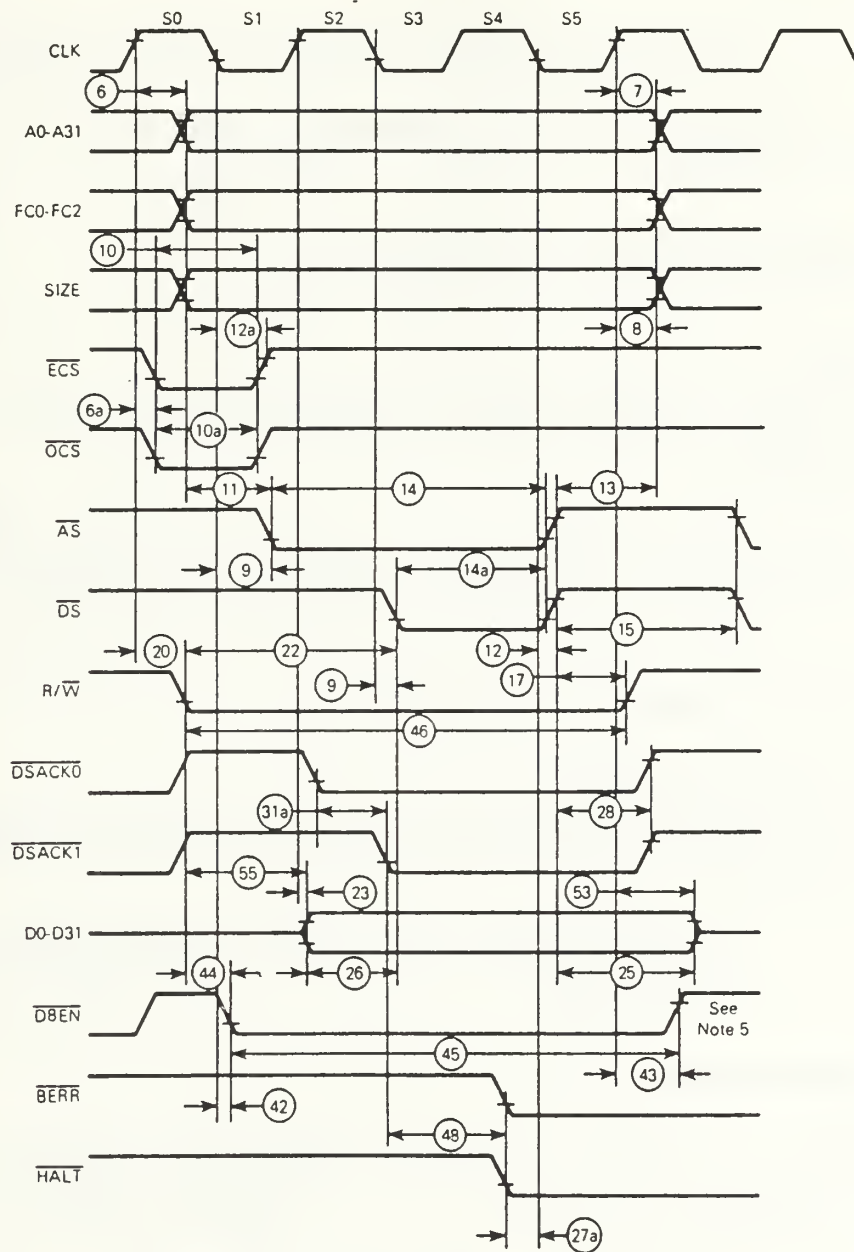 S0 S1 S2 S3 S4 S5
CLK
6 7
A0-A31
FC0-FC2
10
SIZE
12a 8
ECS
6a 10a
OCS
11 14 13
AS
9 14a
DS
20 22 12 15
R/W 9 17
46
DSACK0
31a 28
DSACK1
55 23 53
D0-D31
44 26 25
DBEN See
Note 5
45
BERR 42 43
48
HALT
27a